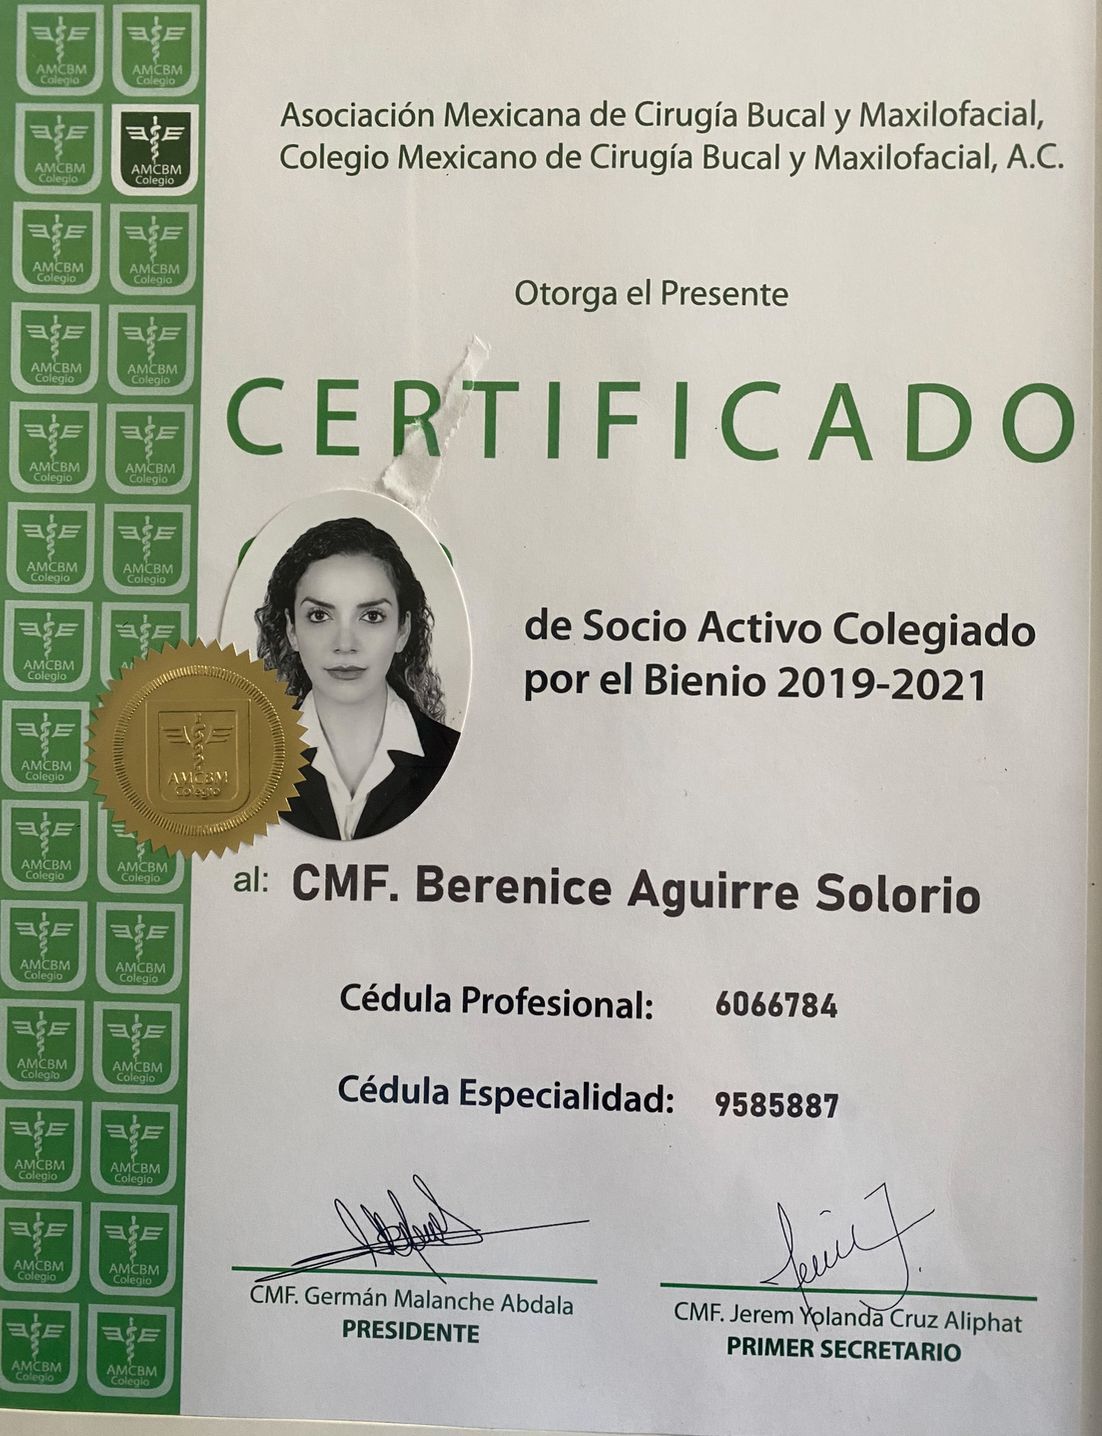 Asociación Mexicana de Cirugía Bucal y Maxilofacial,
Colegio Mexicano de Cirugía Bucal y Maxilofacial, A.C.
Otorga el Presente
CERTIFICADO
de Socio Activo Colegiado
por el Bienio 2019-2021
AMCBM
Colegio
al: CMF. Berenice Aguirre Solorio
Cédula Profesional: 6066784
Cédula Especialidad: 9585887
CMF. Germán Malanche Abdala
PRESIDENTE
CMF. Jerem Yolanda Cruz Aliphat
PRIMER SECRETARIO